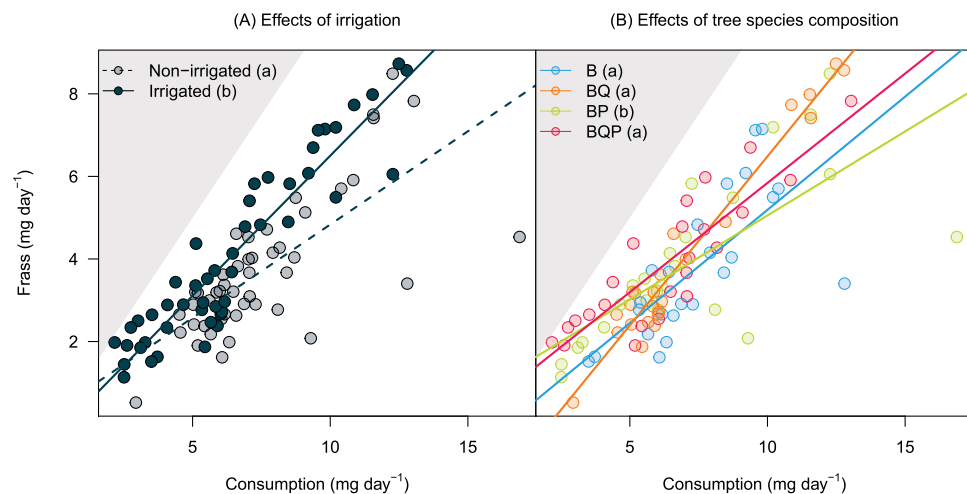 (A) Effects of irrigation
(B) Effects of tree species composition
Non−irrigated (a)
Irrigated (b)
B (a)
BQ (a)
BP (b)
BQP (a)
8
6
4
2
Frass (mg day⁻¹)
5
10
15
5
10
15
Consumption (mg day⁻¹)
Consumption (mg day⁻¹)